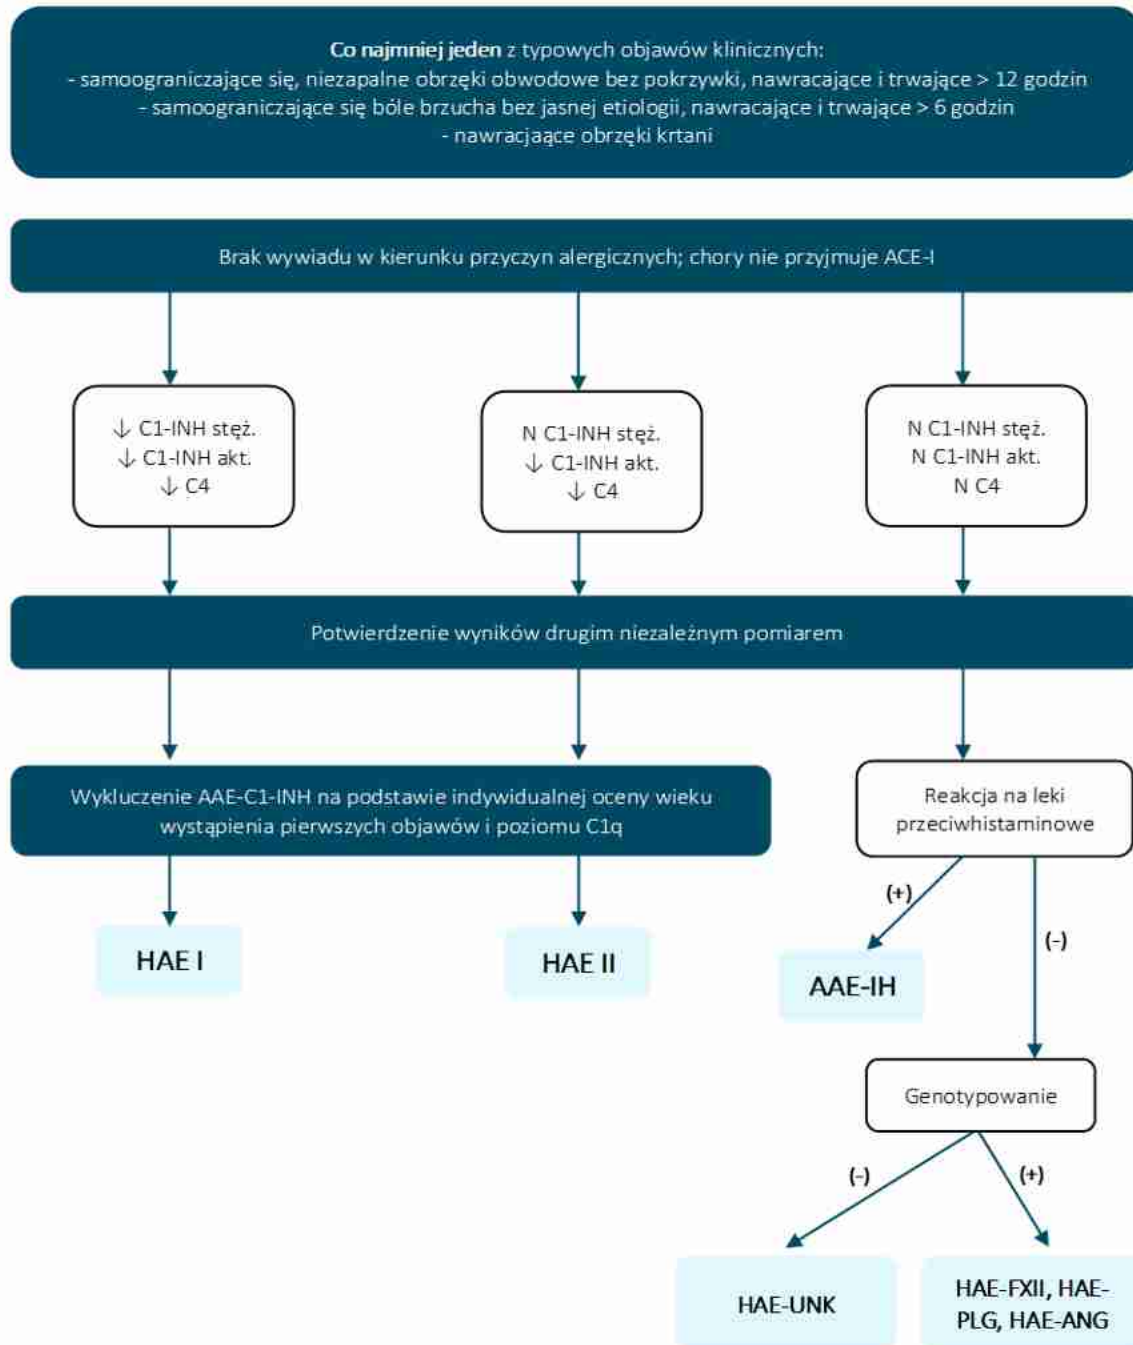 Co najmniej jeden z typowych objawów klinicznych:
- samoograniczające się, niezapalne obrzęki obwodowe bez pokrzywki, nawracające i trwające > 12 godzin
- samoograniczające się bóle brzucha bez jasnej etiologii, nawracające i trwające > 6 godzin
- nawracjaące obrzęki krtani
Brak wywiadu w kierunku przyczyn alergicznych; chory nie przyjmuje ACE-I
↓ C1-INH stęż.
↓ C1-INH akt.
↓ C4
N C1-INH stęż.
↓ C1-INH akt.
↓ C4
N C1-INH stęż.
N C1-INH akt.
N C4
Potwierdzenie wyników drugim niezależnym pomiarem
Wykluczenie AAE-C1-INH na podstawie indywidualnej oceny wieku
wystąpienia pierwszych objawów i poziomu C1q
Reakcja na leki
przeciwhistaminowe
(+)
(-)
HAE I
HAE II
AAE-IH
Genotypowanie
(-)
(+)
HAE-UNK
HAE-FXII, HAE-
PLG, HAE-ANG